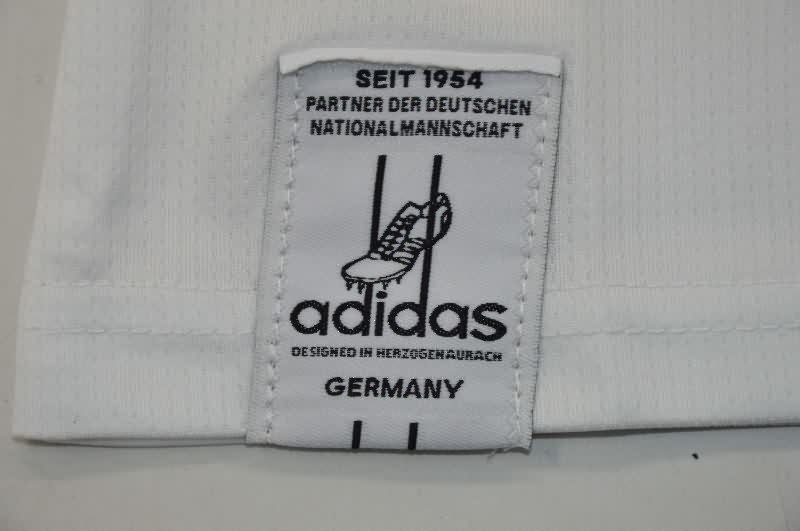 SEIT 1954
PARTNER DER DEUTSCHEN
NATIONALMANNSCHAFT
adidas
DESIGNED IN HERZOGENAURACH
GERMANY